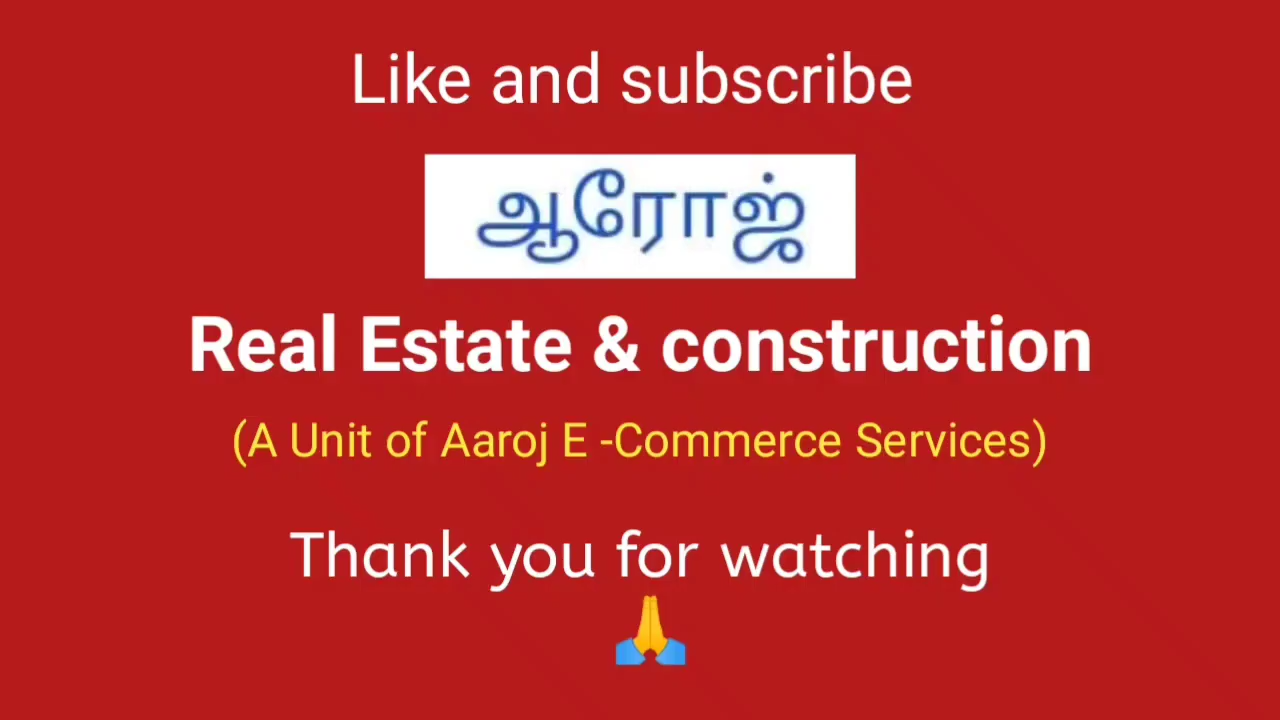 Like and subscribe
ஆரோஜ்
Real Estate & construction
(A Unit of Aaroj E -Commerce Services)
Thank you for watching
🙏